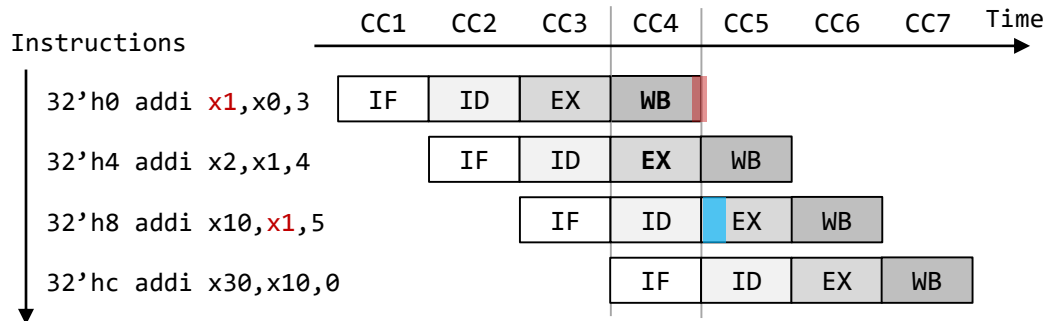 CC1 CC2 CC3 CC4 CC5 CC6 CC7 Time
Instructions
32’h0 addi x1,x0,3 IF ID EX WB
32’h4 addi x2,x1,4 IF ID EX WB
32’h8 addi x10,x1,5 IF ID EX WB
32’hc addi x30,x10,0 IF ID EX WB